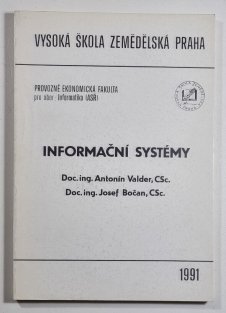 VYSOKÁ ŠKOLA ZEMĚDĚLSKÁ PRAHA
PROVOZNĚ EKONOMICKÁ FAKULTA
pro obor informatika (ASŘ)
INFORMAČNÍ SYSTÉMY
Doc. ing. Antonín Valder, CSc.
Doc. ing. Josef Bočan, CSc.
1991